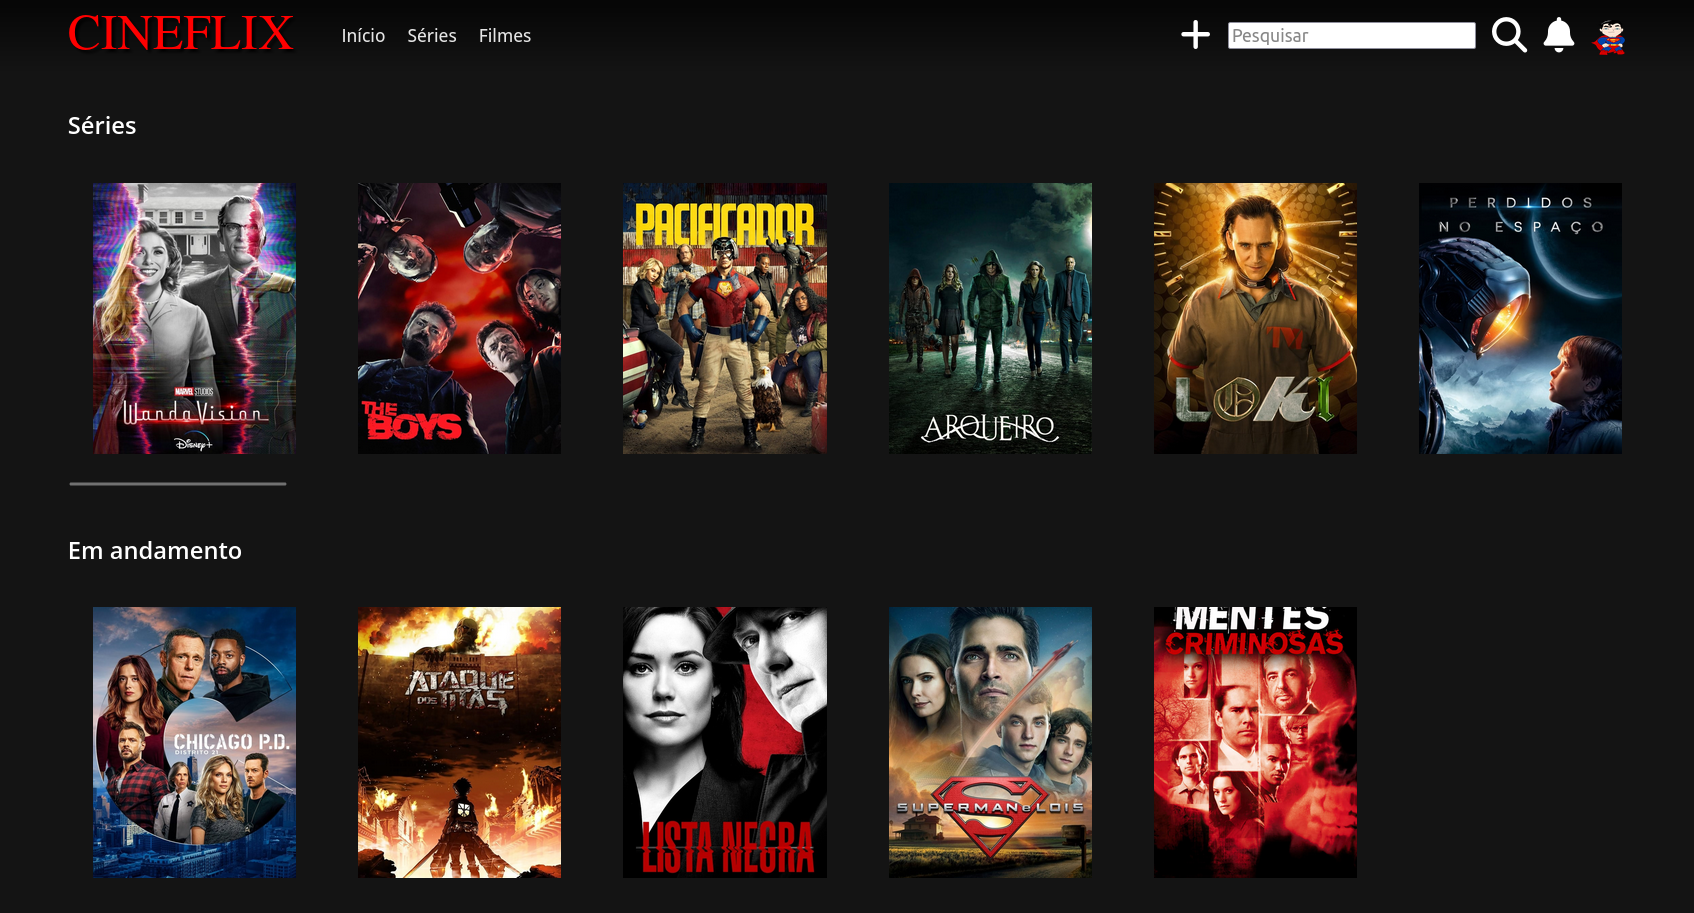 CINEFLIX
Início
Séries
Filmes
Pesquisar
Séries
MARVEL STUDIOS
WandaVision
Disney+
THE
BOYS
PACIFICADOR
ARQUEIRO
LOKI
PERDIDOS
NO ESPAÇO
Em andamento
CHICAGO P.D.
DISTRITO 21
ATAQUE
DOS TITÃS
LISTA NEGRA
SUPERMAN e LOIS
MENTES
CRIMINOSAS